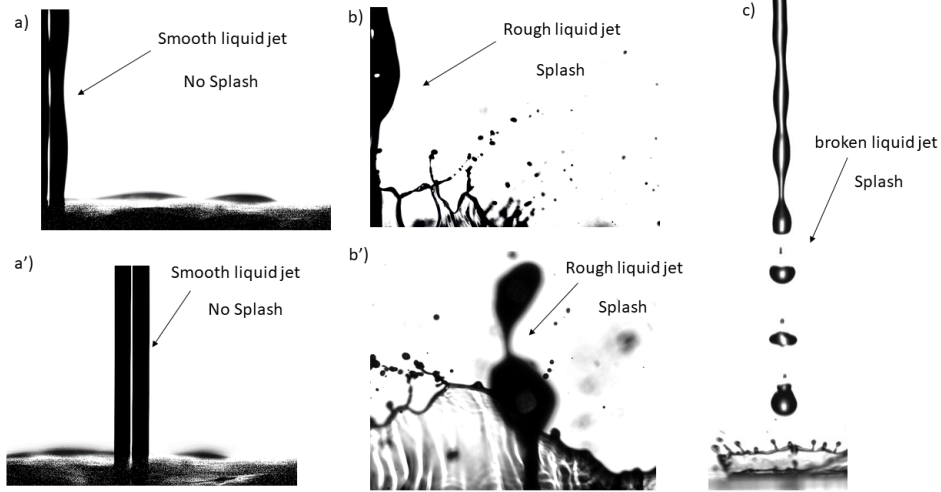 a)
Smooth liquid jet
No Splash
b)
Rough liquid jet
Splash
c)
broken liquid jet
Splash
a’)
Smooth liquid jet
No Splash
b’)
Rough liquid jet
Splash